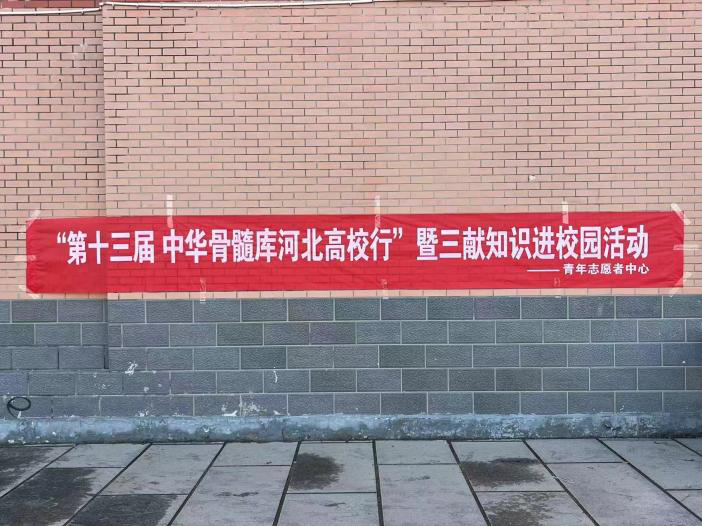 “第十三届 中华骨髓库河北高校行”暨三献知识进校园活动
——青年志愿者中心